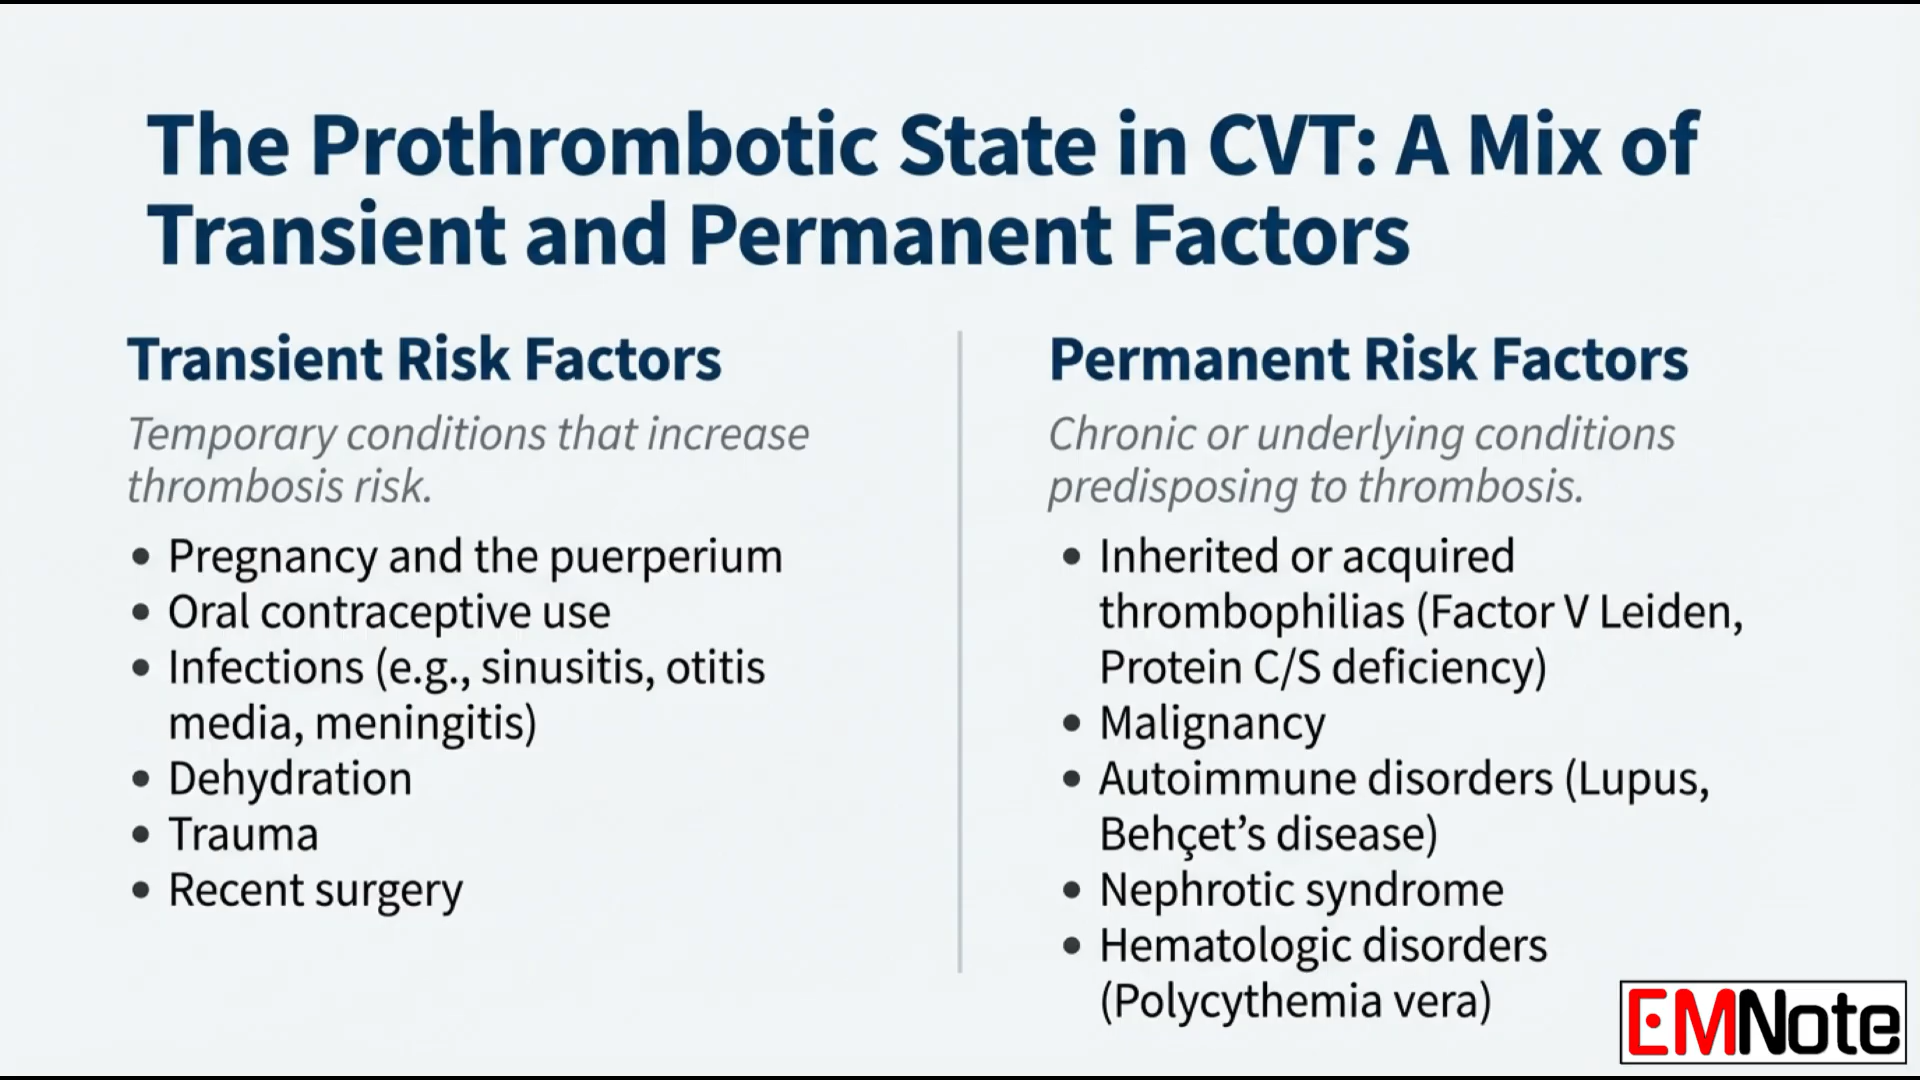 The Prothrombotic State in CVT: A Mix of
Transient and Permanent Factors
Transient Risk Factors
Temporary conditions that increase
thrombosis risk.
• Pregnancy and the puerperium
• Oral contraceptive use
• Infections (e.g., sinusitis, otitis
media, meningitis)
• Dehydration
• Trauma
• Recent surgery
Permanent Risk Factors
Chronic or underlying conditions
predisposing to thrombosis.
• Inherited or acquired
thrombophilias (Factor V Leiden,
Protein C/S deficiency)
• Malignancy
• Autoimmune disorders (Lupus,
Behçet’s disease)
• Nephrotic syndrome
• Hematologic disorders
(Polycythemia vera)
EMNote